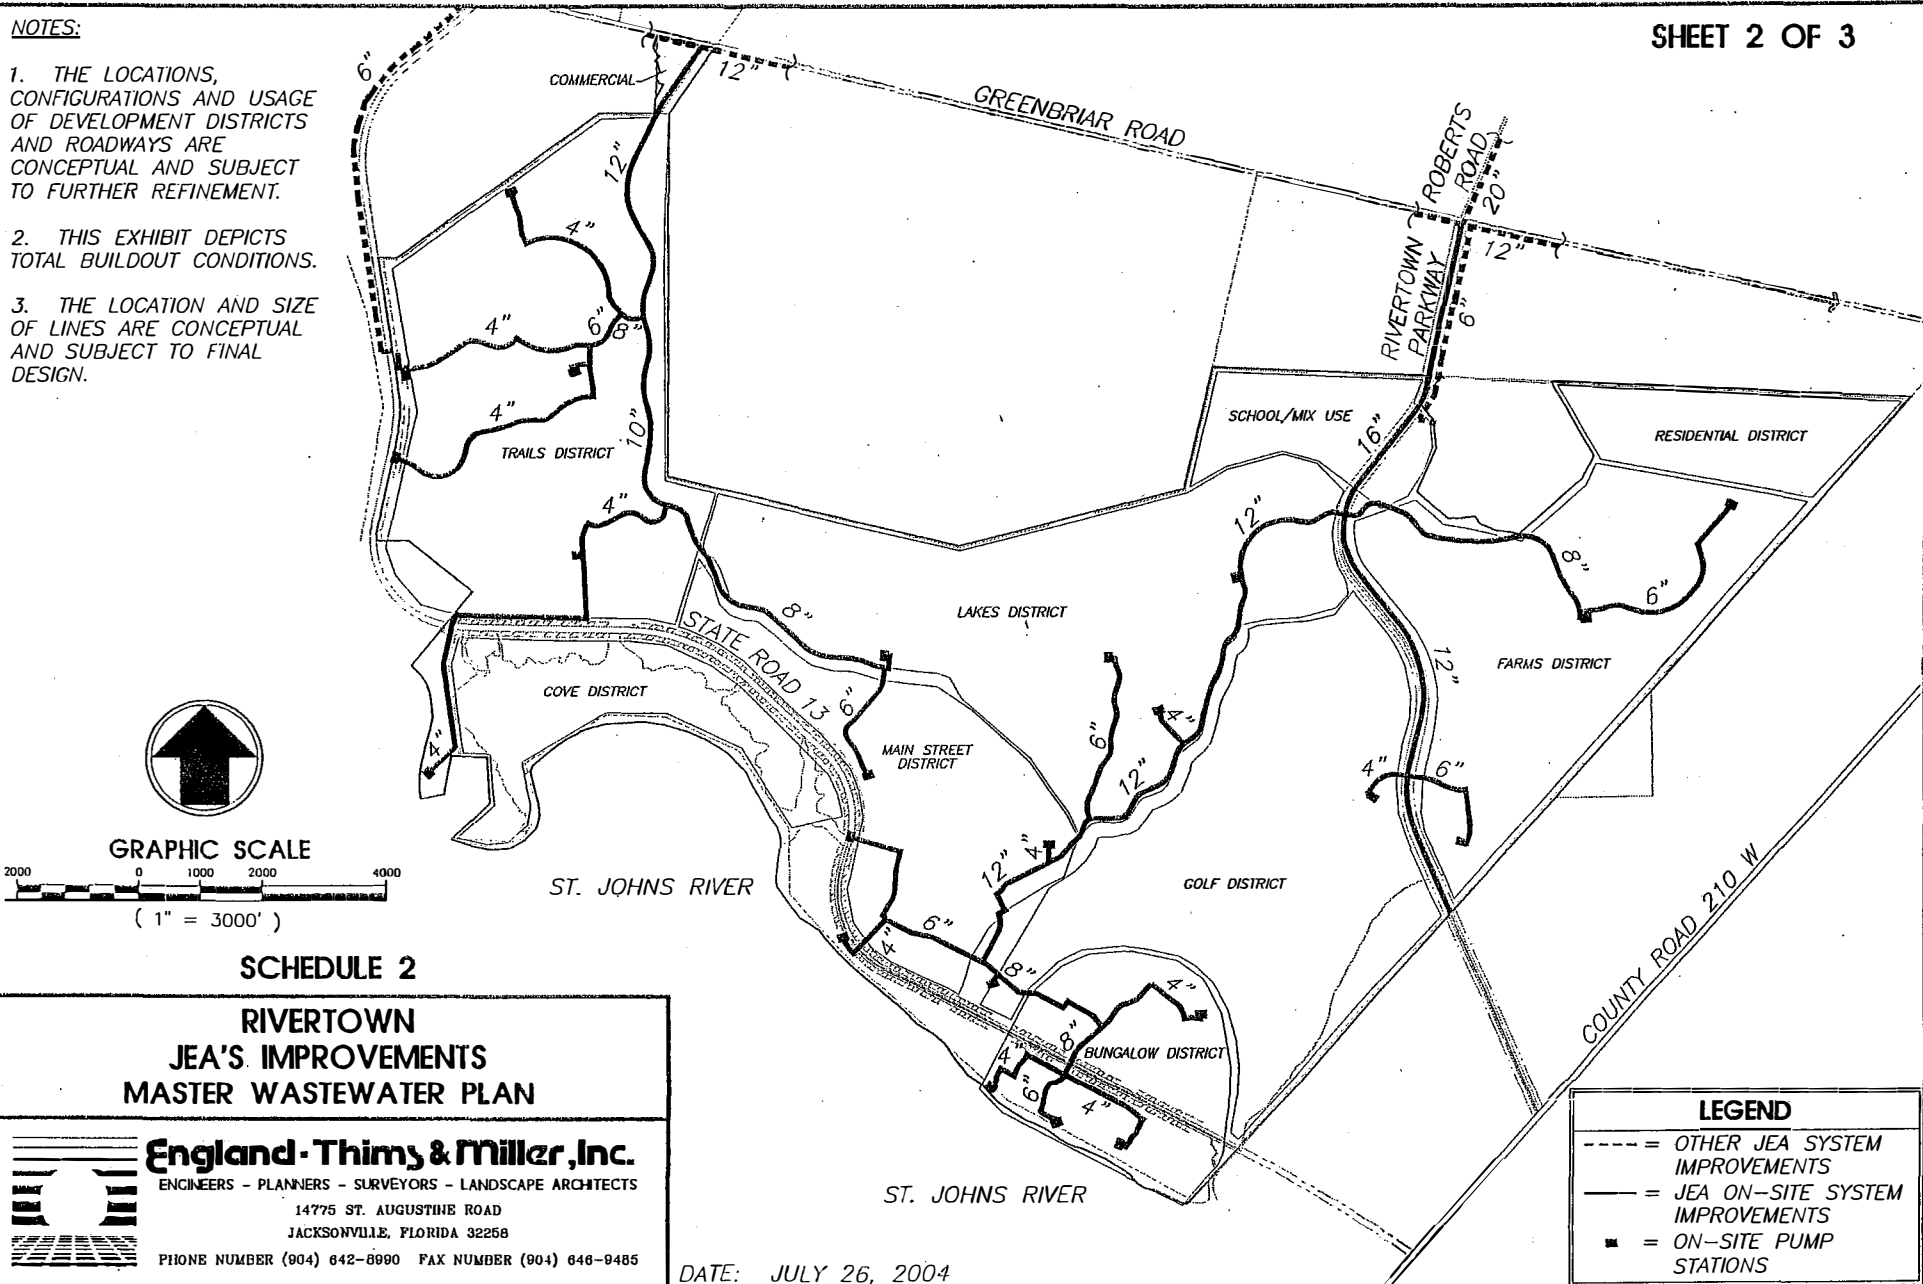 NOTES:
1. THE LOCATIONS,
CONFIGURATIONS AND USAGE
OF DEVELOPMENT DISTRICTS
AND ROADWAYS ARE
CONCEPTUAL AND SUBJECT
TO FURTHER REFINEMENT.
2. THIS EXHIBIT DEPICTS
TOTAL BUILDOUT CONDITIONS.
3. THE LOCATION AND SIZE
OF LINES ARE CONCEPTUAL
AND SUBJECT TO FINAL
DESIGN.
SHEET 2 OF 3
6"
COMMERCIAL
12"
GREENBRIAR ROAD
ROBERTS
ROAD
20"
12"
RIVERTOWN
PARKWAY
6"
12"
4"
4"
6"
8"
4"
10"
TRAILS DISTRICT
4"
SCHOOL/MIX USE
16"
RESIDENTIAL DISTRICT
12"
8"
6"
8"
LAKES DISTRICT
STATE ROAD 13
COVE DISTRICT
6"
4"
MAIN STREET
DISTRICT
6"
4"
12"
12"
FARMS DISTRICT
4"
6"
4"
12"
GOLF DISTRICT
ST. JOHNS RIVER
6"
4"
8"
4"
8"
BUNGALOW DISTRICT
4"
6"
4"
COUNTY ROAD 210 W
ST. JOHNS RIVER
GRAPHIC SCALE
2000 0 1000 2000 4000
( 1" = 3000' )
SCHEDULE 2
RIVERTOWN
JEA'S IMPROVEMENTS
MASTER WASTEWATER PLAN
England-Thims & Miller, Inc.
ENGINEERS - PLANNERS - SURVEYORS - LANDSCAPE ARCHITECTS
14775 ST. AUGUSTINE ROAD
JACKSONVILLE, FLORIDA 32258
PHONE NUMBER (904) 642-8990 FAX NUMBER (904) 646-9485
DATE: JULY 26, 2004
LEGEND
= OTHER JEA SYSTEM
IMPROVEMENTS
= JEA ON-SITE SYSTEM
IMPROVEMENTS
= ON-SITE PUMP
STATIONS